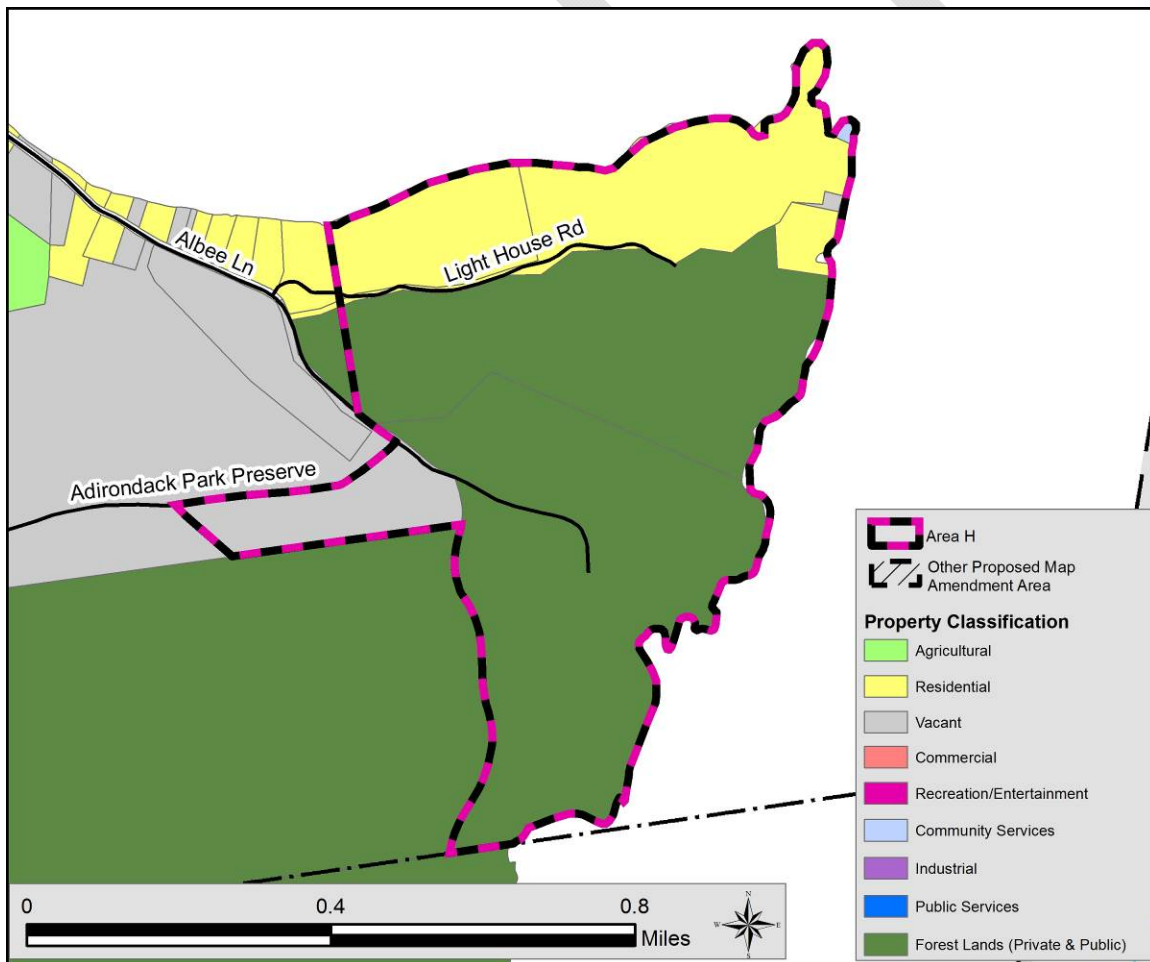 Albee Ln
Light House Rd
Adirondack Park Preserve
Area H
Other Proposed Map
Amendment Area
Property Classification
Agricultural
Residential
Vacant
Commercial
Recreation/Entertainment
Community Services
Industrial
Public Services
Forest Lands (Private & Public)
0 0.4 0.8
Miles
N
W E
S